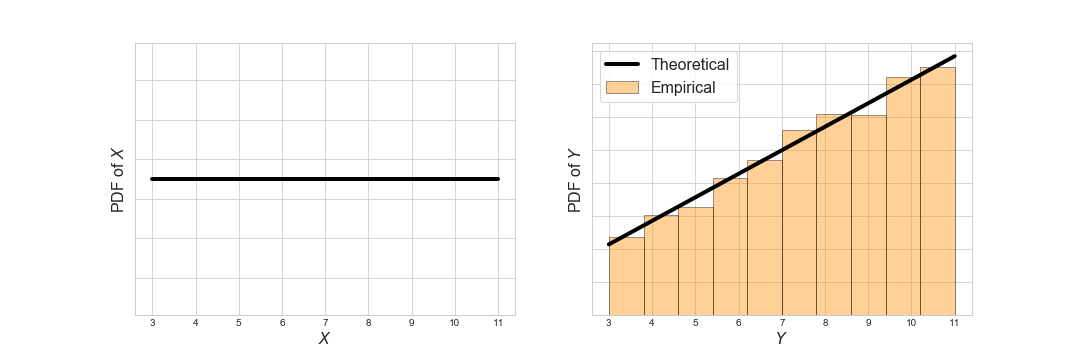 PDF of X
3 4 5 6 7 8 9 10 11
X
Theoretical
Empirical
PDF of Y
3 4 5 6 7 8 9 10 11
Y